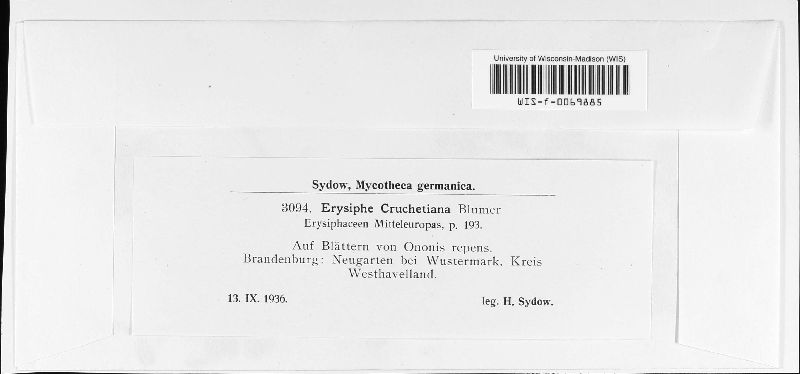 University of Wisconsin-Madison (WIS)
WIS-f-0069885
Sydow, Mycotheca germanica.
3094. Erysiphe Cruchetiana Blumer
Erysiphaceen Mitteleuropas, p. 193.
Auf Blättern von Ononis repens.
Brandenburg: Neugarten bei Wustermark, Kreis
Westhavelland.
13. IX. 1936. leg. H. Sydow.